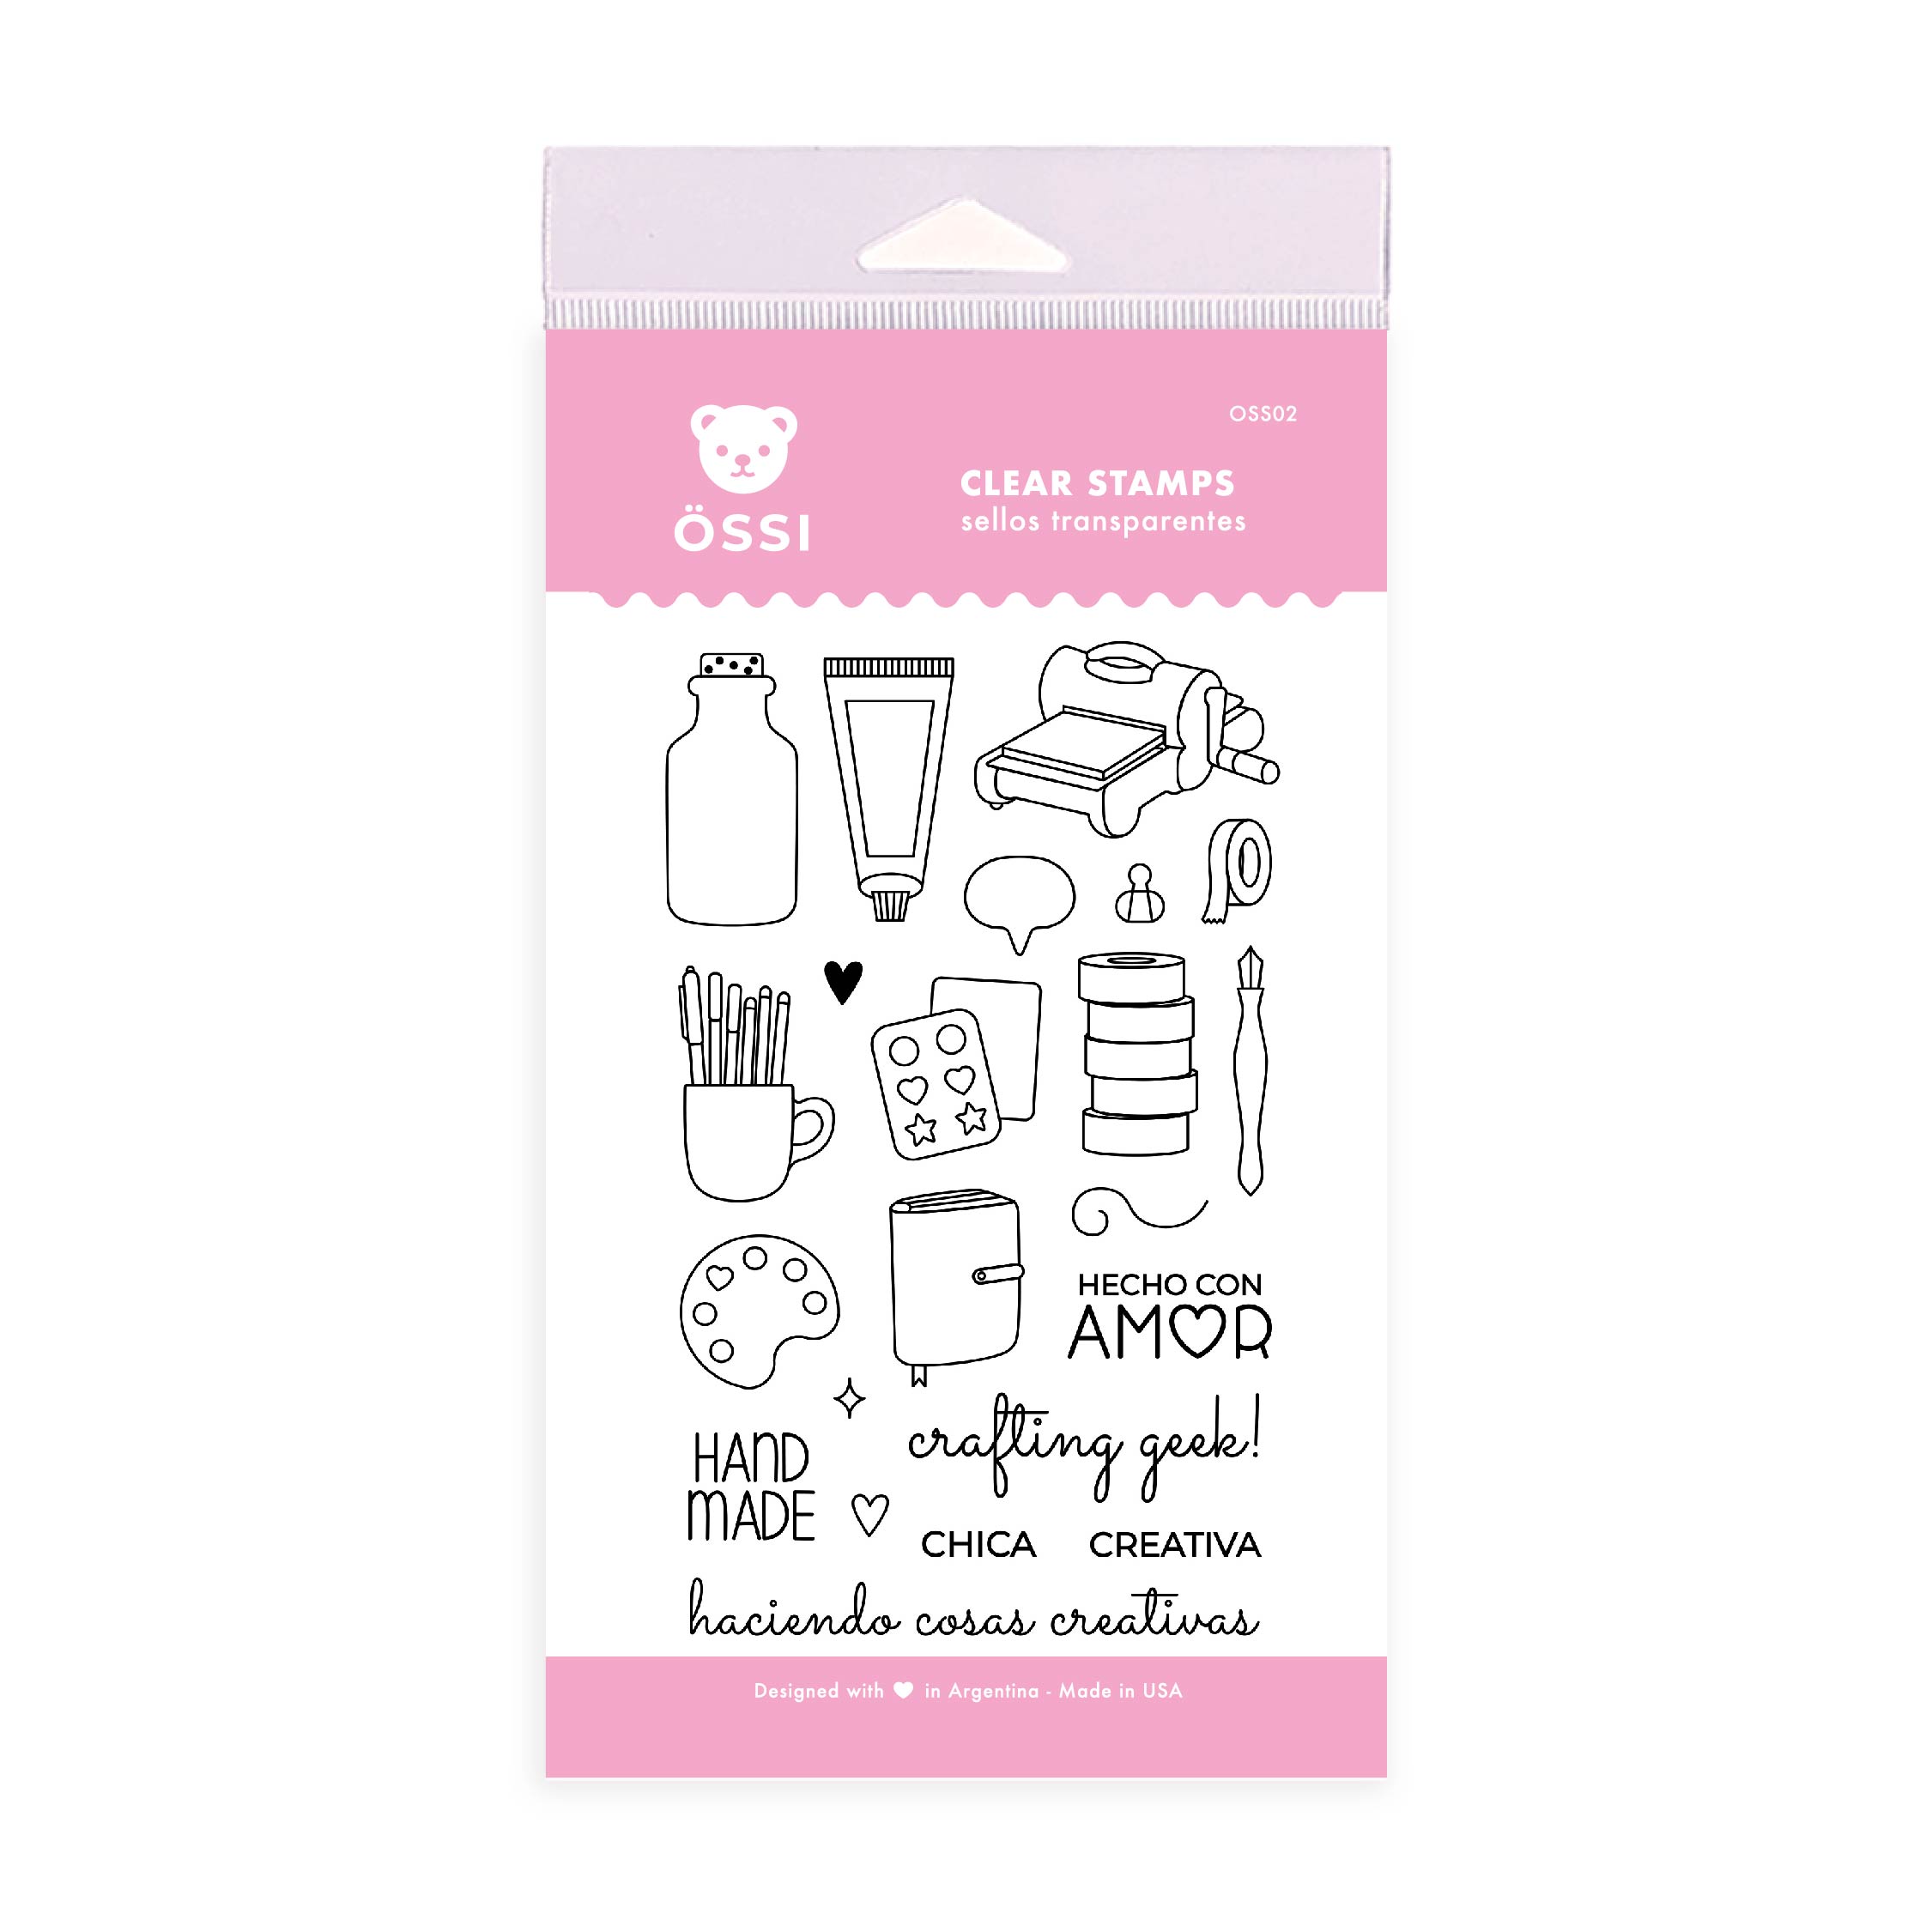 OSS02
ÖSSI
CLEAR STAMPS
sellos transparentes
HECHO CON
AMOR
crafting geek!
HAND
MADE
CHICA CREATIVA
haciendo cosas creativas
Designed with ♥ in Argentina - Made in USA